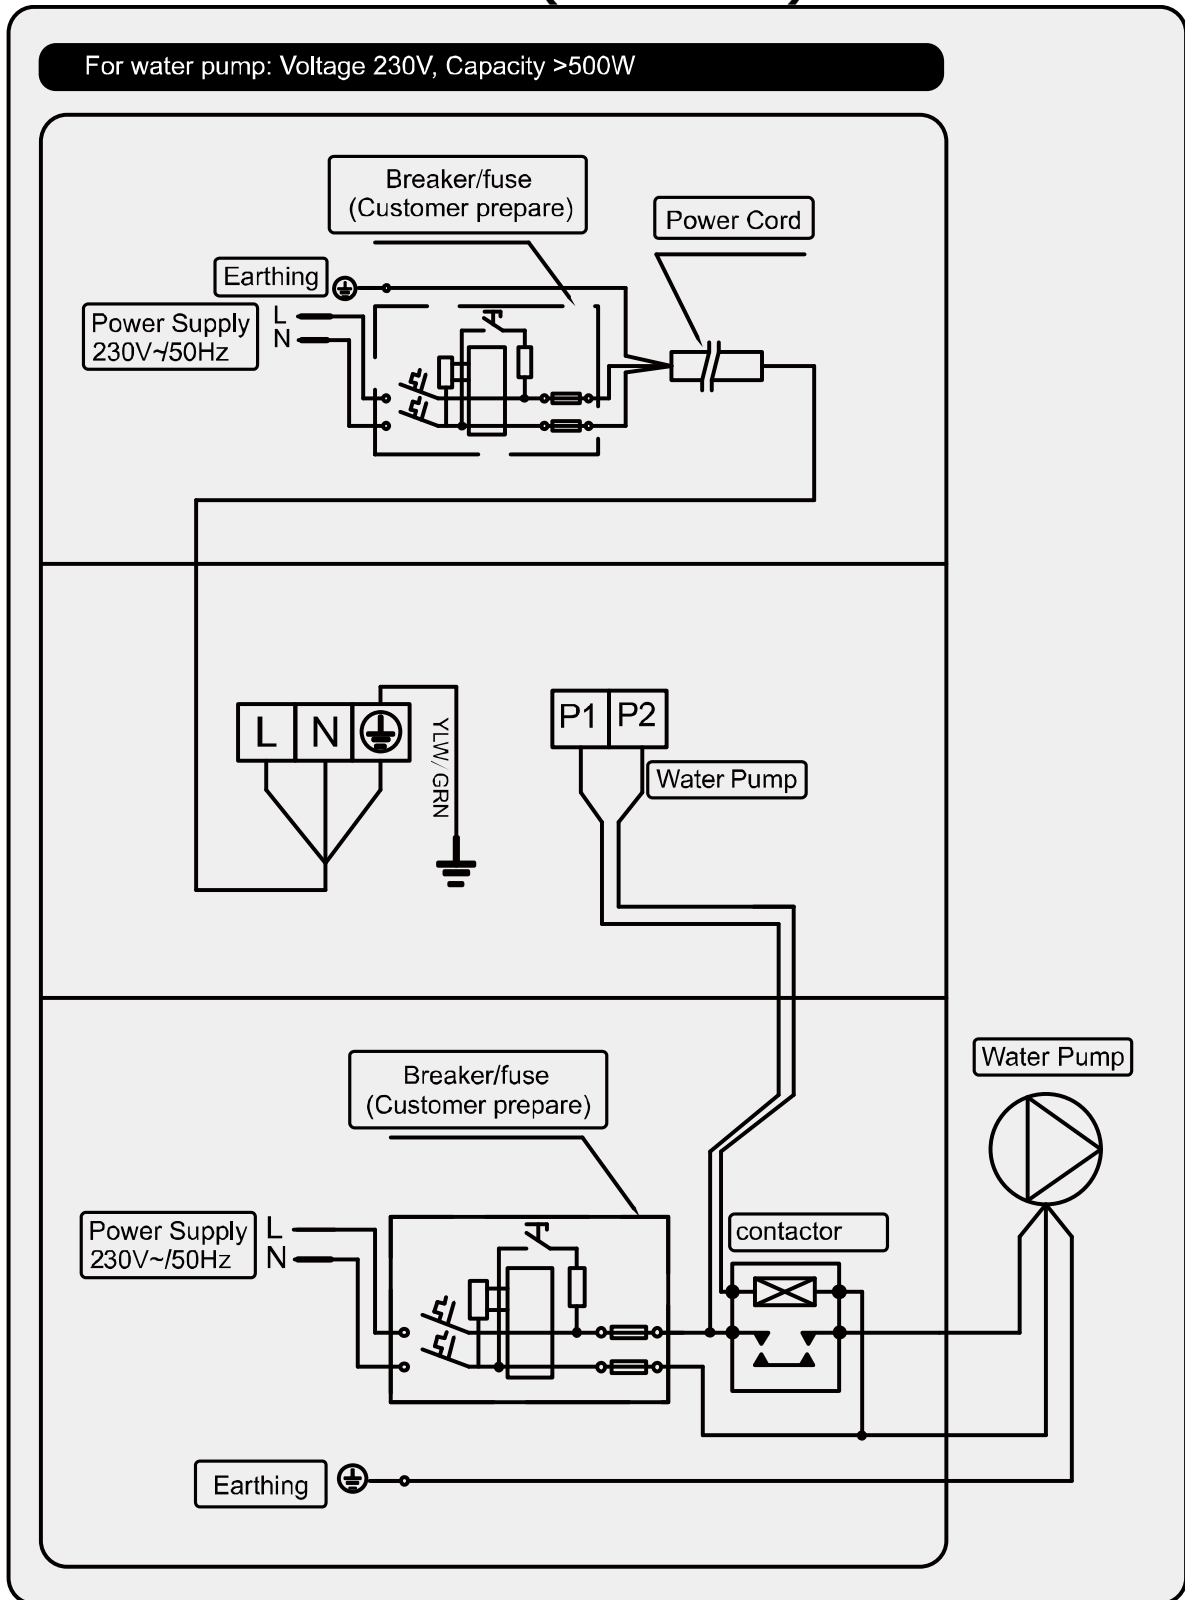 For water pump: Voltage 230V, Capacity >500W
Breaker/fuse
(Customer prepare)
Power Cord
Earthing
Power Supply
230V~/50Hz
L
N
L N
YLW/GRN
P1 P2
Water Pump
Breaker/fuse
(Customer prepare)
Water Pump
Power Supply
230V~/50Hz
L
N
contactor
Earthing